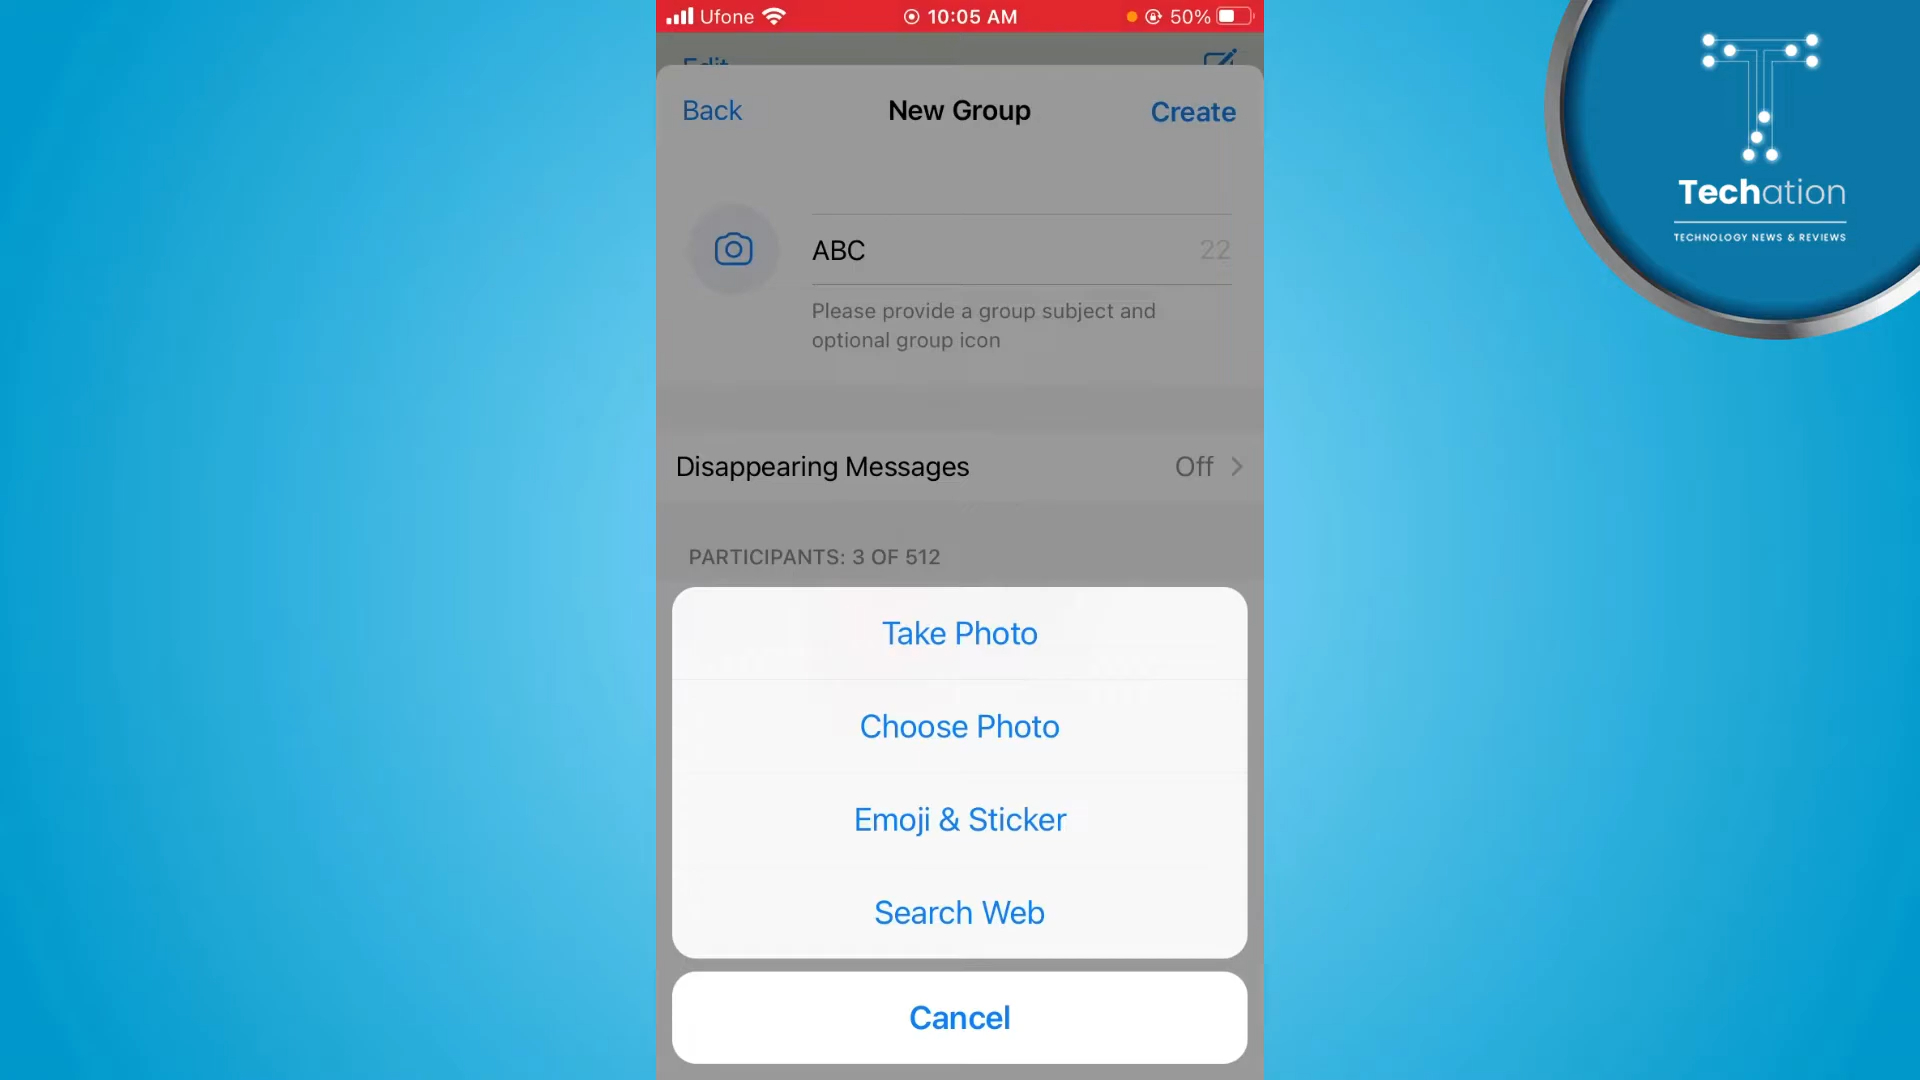 Ufone 10:05 AM 50%
Edit
Back New Group Create
ABC 22
Please provide a group subject and
optional group icon
Disappearing Messages Off
PARTICIPANTS: 3 OF 512
Take Photo
Choose Photo
Emoji & Sticker
Search Web
Cancel
Techation
TECHNOLOGY NEWS & REVIEWS